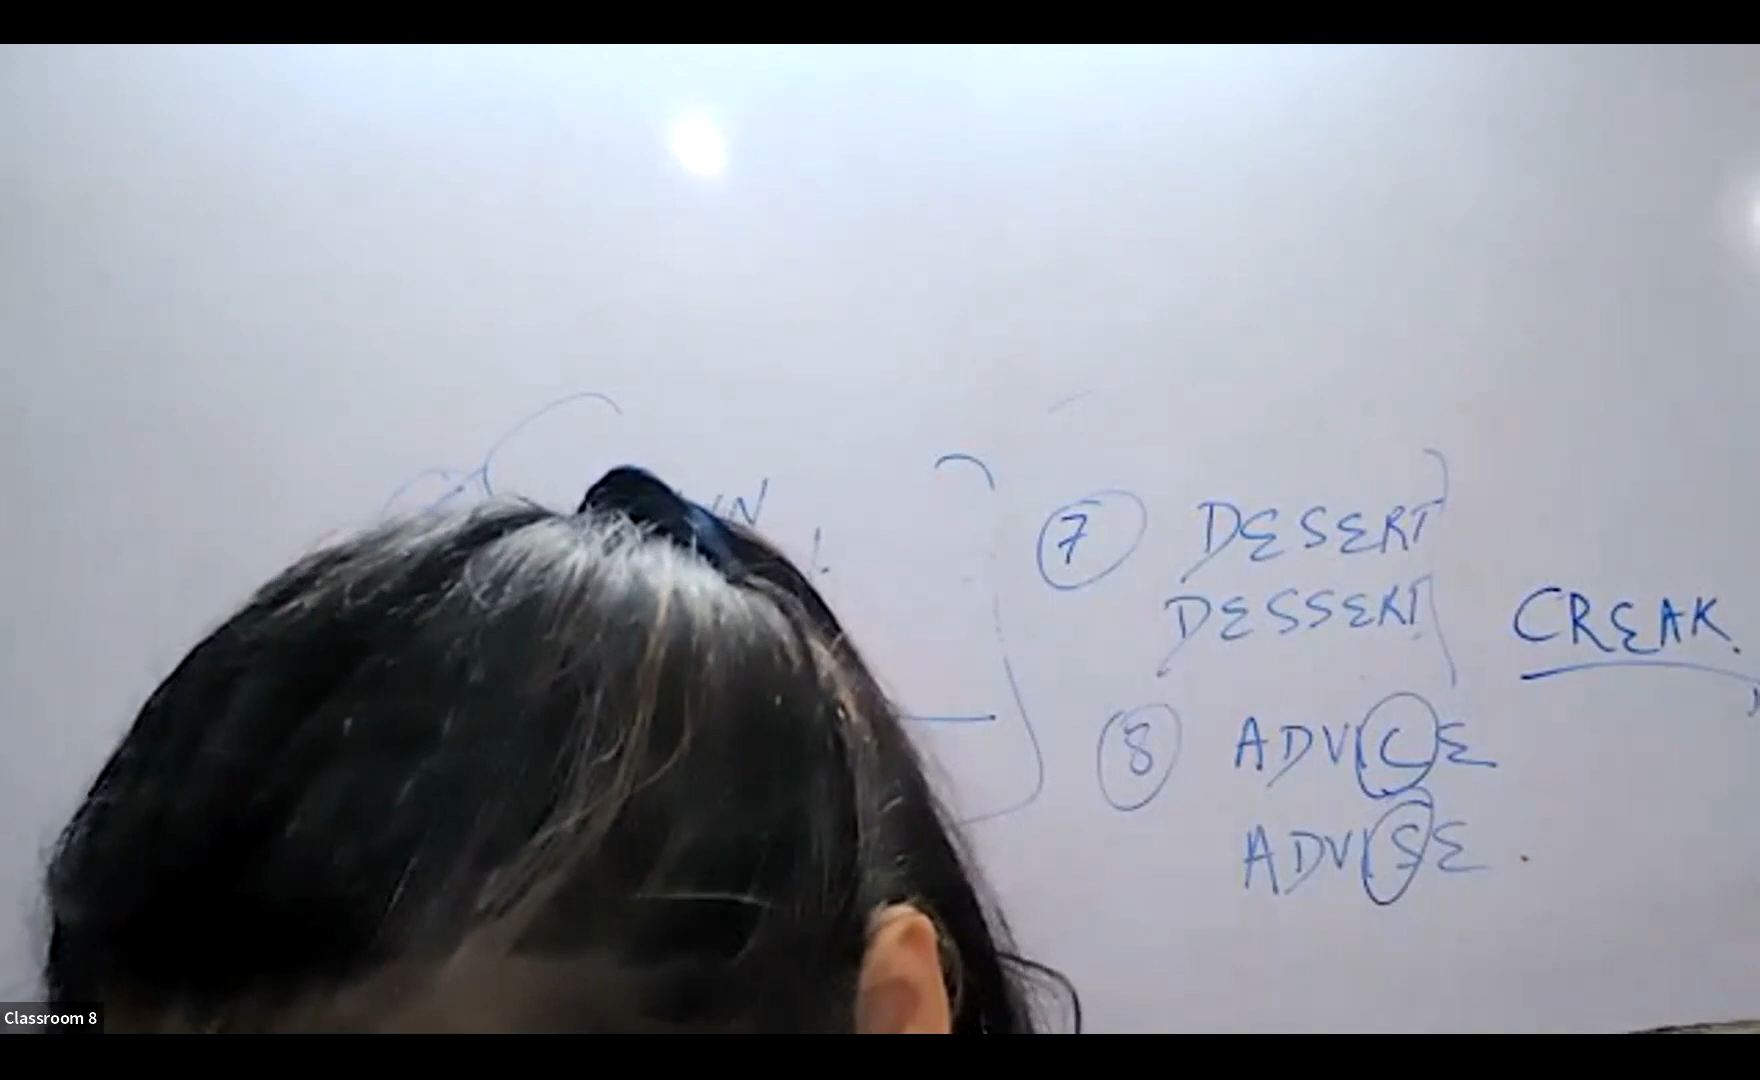 7 DESERT
DESSERT
CREAK.
8 ADVICE
ADVISE.
Classroom 8